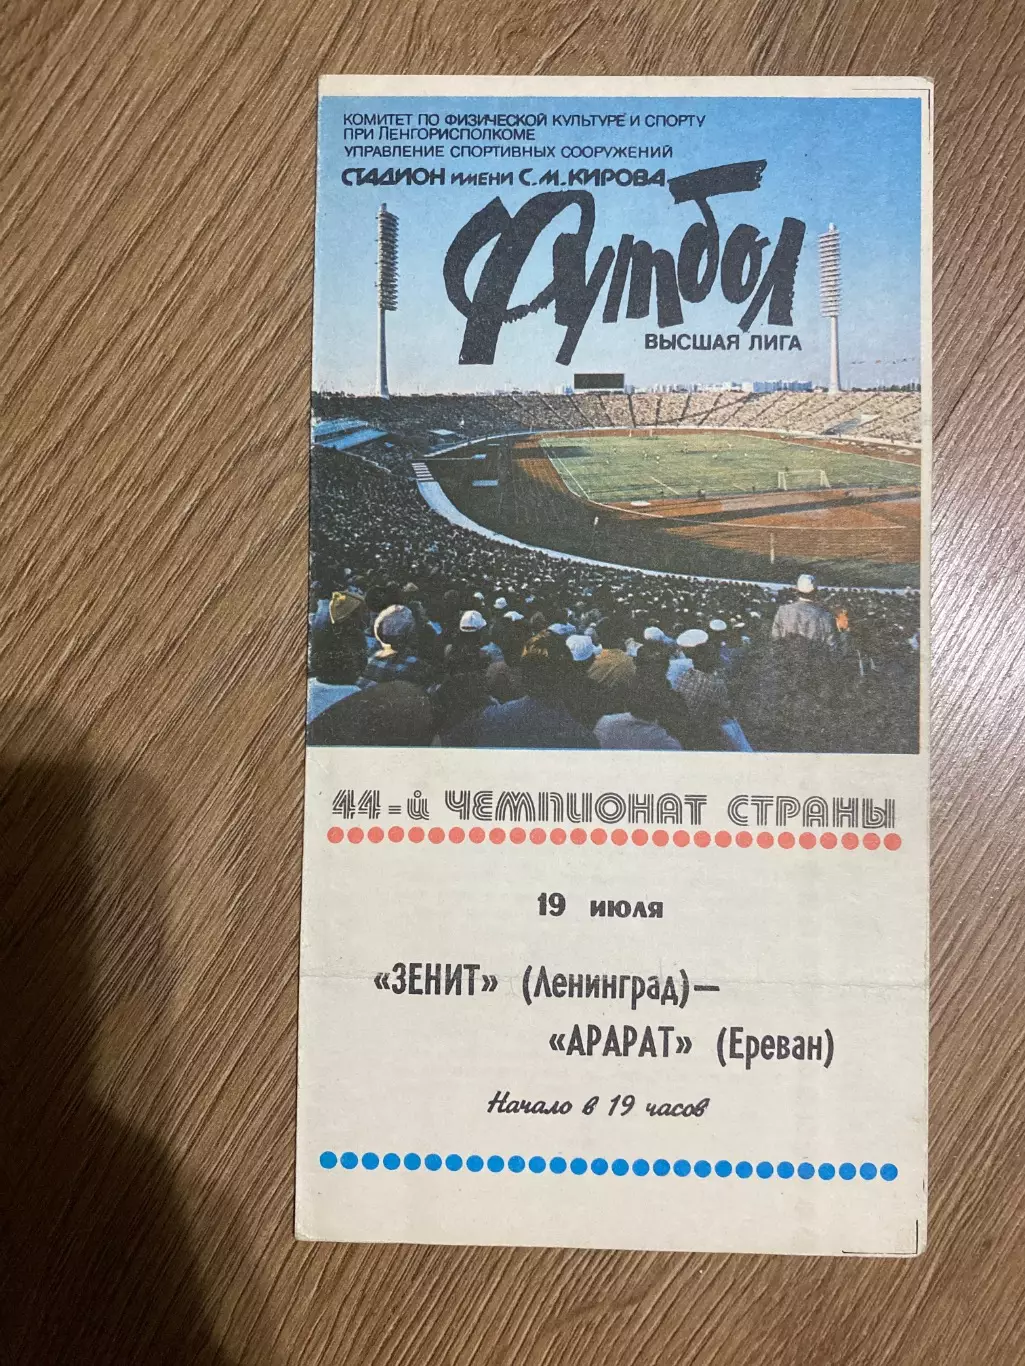 КОМИТЕТ ПО ФИЗИЧЕСКОЙ КУЛЬТУРЕ И СПОРТУ
ПРИ ЛЕНГОРИСПОЛКОМЕ
УПРАВЛЕНИЕ СПОРТИВНЫХ СООРУЖЕНИЙ
СТАДИОН ИМЕНИ С.М.КИРОВА
Футбол
ВЫСШАЯ ЛИГА
44-й ЧЕМПИОНАТ СТРАНЫ
19 июля
«ЗЕНИТ» (Ленинград)—
«АРАРАТ» (Ереван)
Начало в 19 часов